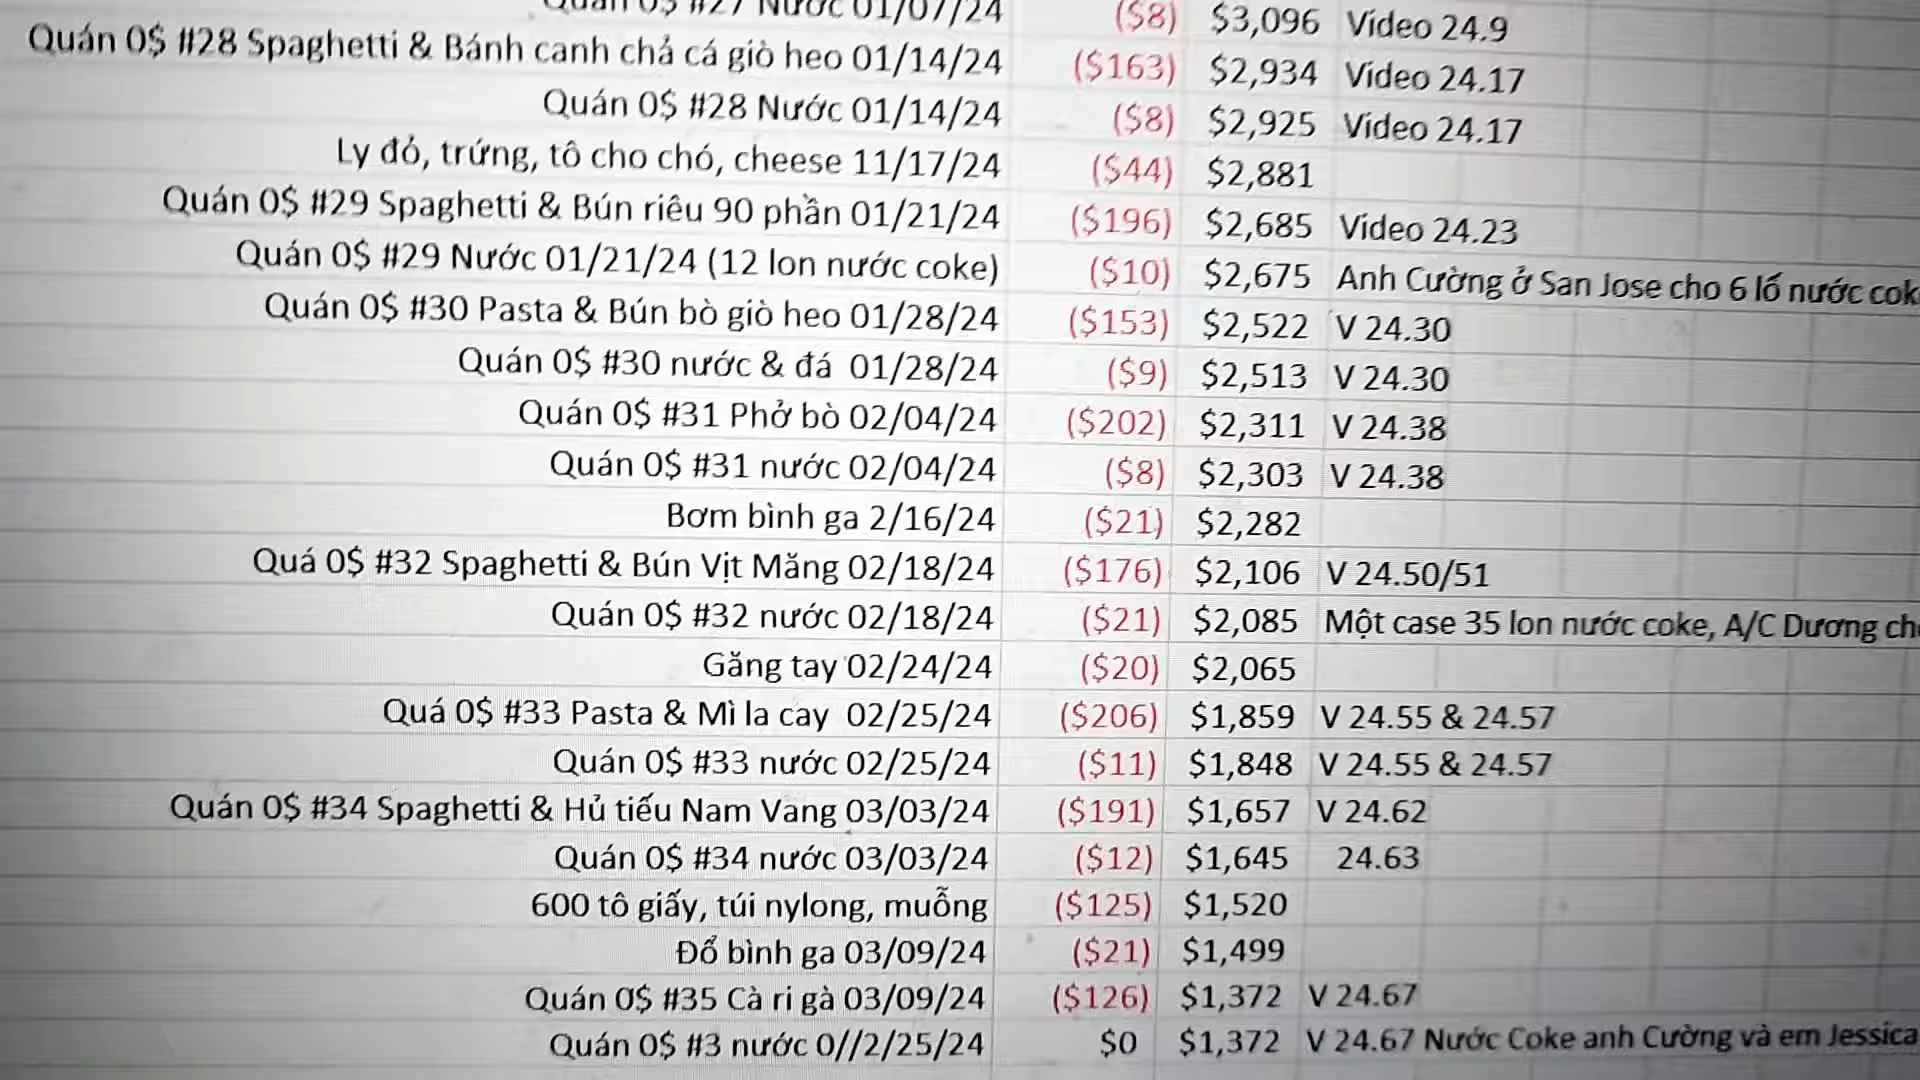 Quán 0$ #27 Nước 01/07/24 ($8) $3,096 Video 24.9
Quán 0$ #28 Spaghetti & Bánh canh chả cá giò heo 01/14/24 ($163) $2,934 Video 24.17
Quán 0$ #28 Nước 01/14/24 ($8) $2,925 Video 24.17
Ly đỏ, trứng, tô cho chó, cheese 11/17/24 ($44) $2,881
Quán 0$ #29 Spaghetti & Bún riêu 90 phần 01/21/24 ($196) $2,685 Video 24.23
Quán 0$ #29 Nước 01/21/24 (12 lon nước coke) ($10) $2,675 Anh Cường ở San Jose cho 6 lố nước cok
Quán 0$ #30 Pasta & Bún bò giò heo 01/28/24 ($153) $2,522 V 24.30
Quán 0$ #30 nước & đá 01/28/24 ($9) $2,513 V 24.30
Quán 0$ #31 Phở bò 02/04/24 ($202) $2,311 V 24.38
Quán 0$ #31 nước 02/04/24 ($8) $2,303 V 24.38
Bơm bình ga 2/16/24 ($21) $2,282
Quá 0$ #32 Spaghetti & Bún Vịt Măng 02/18/24 ($176) $2,106 V 24.50/51
Quán 0$ #32 nước 02/18/24 ($21) $2,085 Một case 35 lon nước coke, A/C Dương ch
Găng tay 02/24/24 ($20) $2,065
Quá 0$ #33 Pasta & Mì la cay 02/25/24 ($206) $1,859 V 24.55 & 24.57
Quán 0$ #33 nước 02/25/24 ($11) $1,848 V 24.55 & 24.57
Quán 0$ #34 Spaghetti & Hủ tiếu Nam Vang 03/03/24 ($191) $1,657 V 24.62
Quán 0$ #34 nước 03/03/24 ($12) $1,645 24.63
600 tô giấy, túi nylong, muỗng ($125) $1,520
Đổ bình ga 03/09/24 ($21) $1,499
Quán 0$ #35 Cà ri gà 03/09/24 ($126) $1,372 V 24.67
Quán 0$ #3 nước 0//2/25/24 $0 $1,372 V 24.67 Nước Coke anh Cường và em Jessica